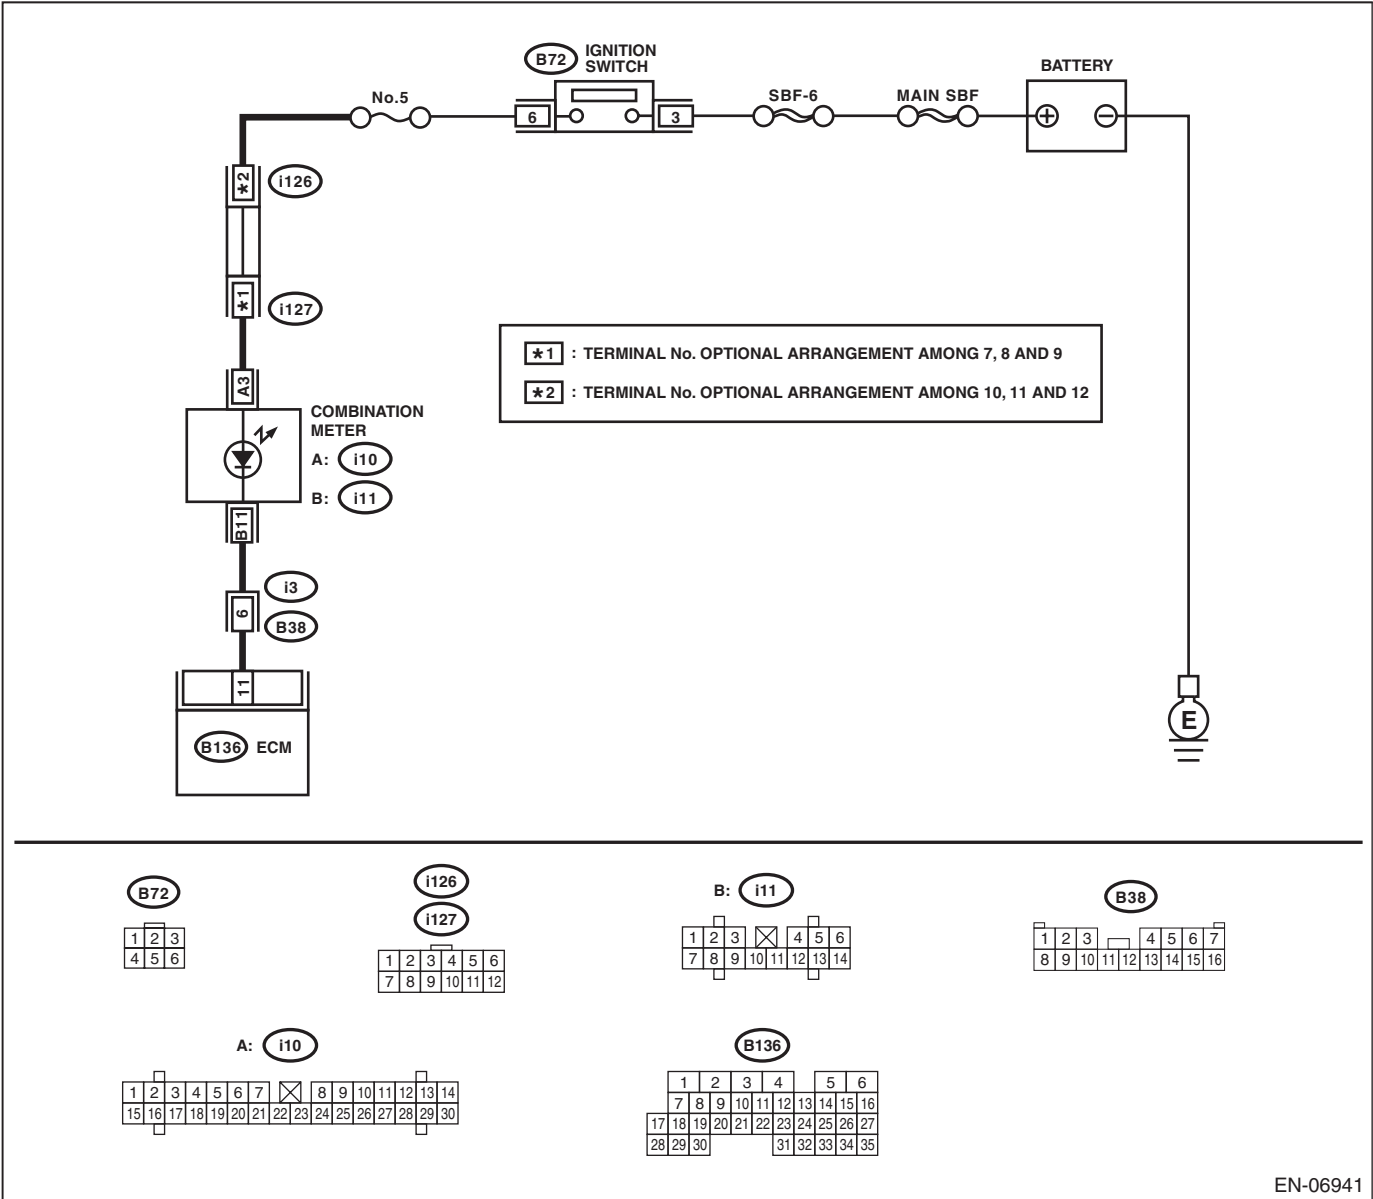 B72
IGNITION
SWITCH
BATTERY
No.5
SBF-6
MAIN SBF
6
3
+
−
*2
i126
*1
i127
*1 : TERMINAL No. OPTIONAL ARRANGEMENT AMONG 7, 8 AND 9
*2 : TERMINAL No. OPTIONAL ARRANGEMENT AMONG 10, 11 AND 12
A3
COMBINATION
METER
A: i10
B: i11
B11
i3
6
B38
11
B136 ECM
E
B72
1 2 3
4 5 6
i126
i127
1 2 3 4 5 6
7 8 9 10 11 12
B: i11
1 2 3 4 5 6
7 8 9 10 11 12 13 14
B38
1 2 3 4 5 6 7
8 9 10 11 12 13 14 15 16
A: i10
1 2 3 4 5 6 7 8 9 10 11 12 13 14
15 16 17 18 19 20 21 22 23 24 25 26 27 28 29 30
B136
1 2 3 4 5 6
7 8 9 10 11 12 13 14 15 16
17 18 19 20 21 22 23 24 25 26 27
28 29 30 31 32 33 34 35
EN-06941